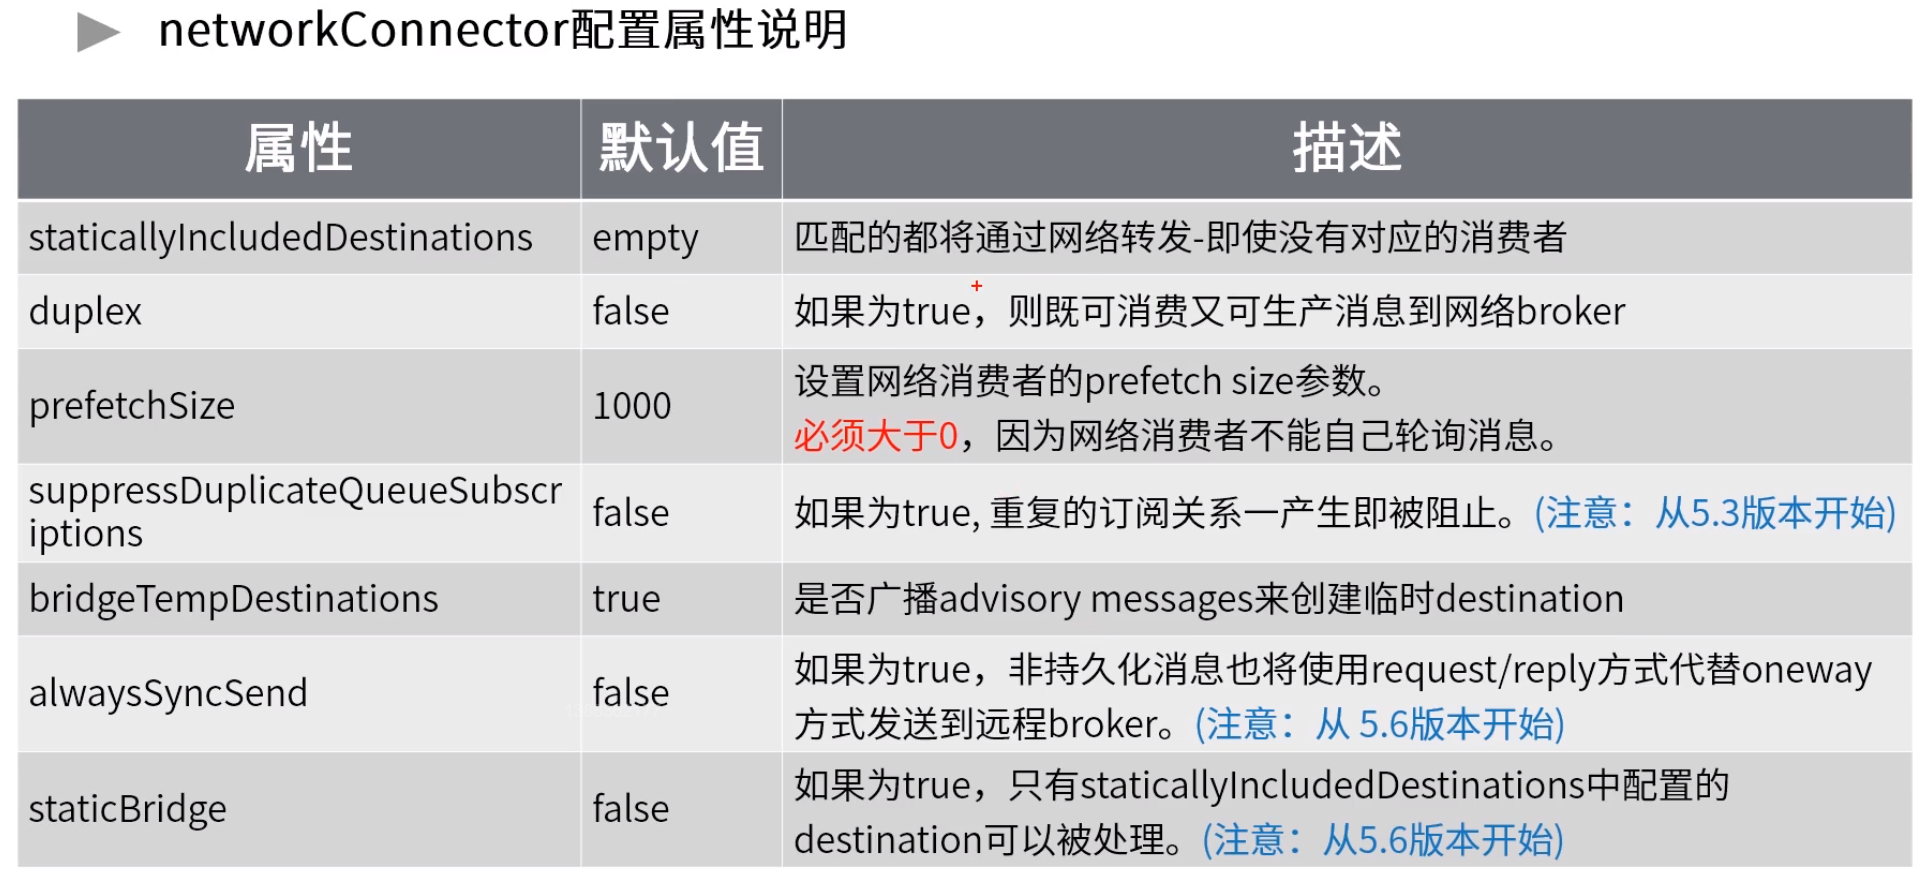 networkConnector配置属性说明
属性 默认值 描述
staticallyIncludedDestinations empty 匹配的都将通过网络转发-即使没有对应的消费者
duplex false 如果为true，则既可消费又可生产消息到网络broker
prefetchSize 1000 设置网络消费者的prefetch size参数。
必须大于0，因为网络消费者不能自己轮询消息。
suppressDuplicateQueueSubscr
iptions
false 如果为true, 重复的订阅关系一产生即被阻止。(注意：从5.3版本开始)
bridgeTempDestinations true 是否广播advisory messages来创建临时destination
alwaysSyncSend false 如果为true，非持久化消息也将使用request/reply方式代替oneway
方式发送到远程broker。(注意：从 5.6版本开始)
staticBridge false 如果为true，只有staticallyIncludedDestinations中配置的
destination可以被处理。(注意：从5.6版本开始)